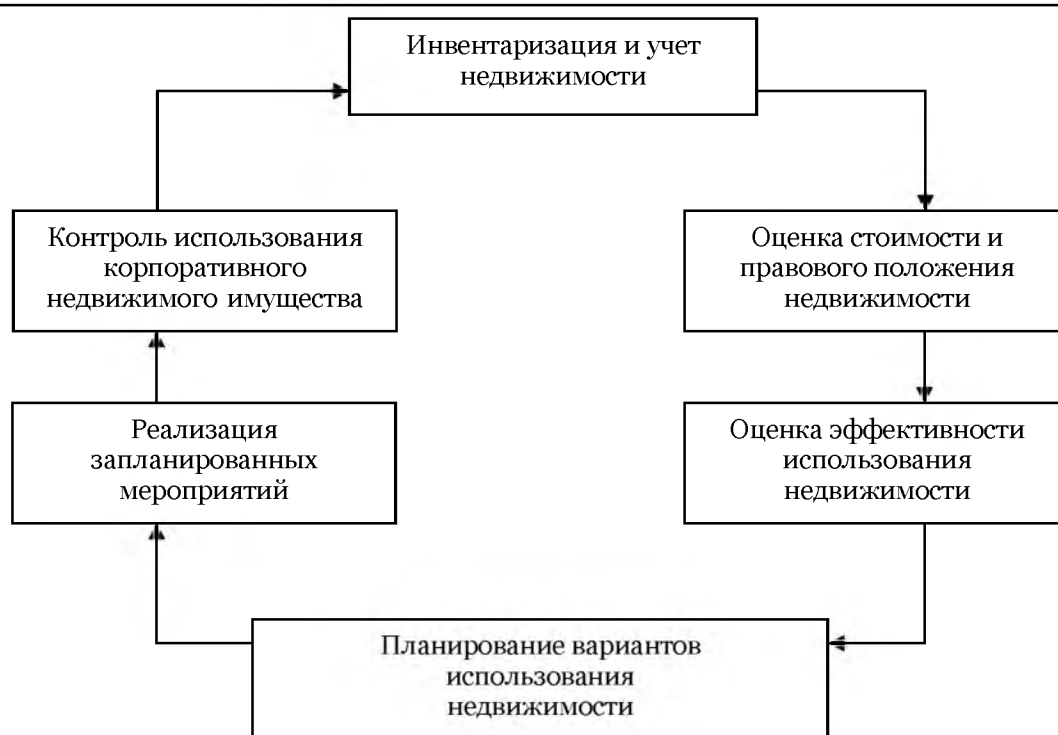 Инвентаризация и учет
недвижимости
Контроль использования
корпоративного
недвижимого имущества
Оценка стоимости и
правового положения
недвижимости
Реализация
запланированных
мероприятий
Оценка эффективности
использования
недвижимости
Планирование вариантов
использования
недвижимости